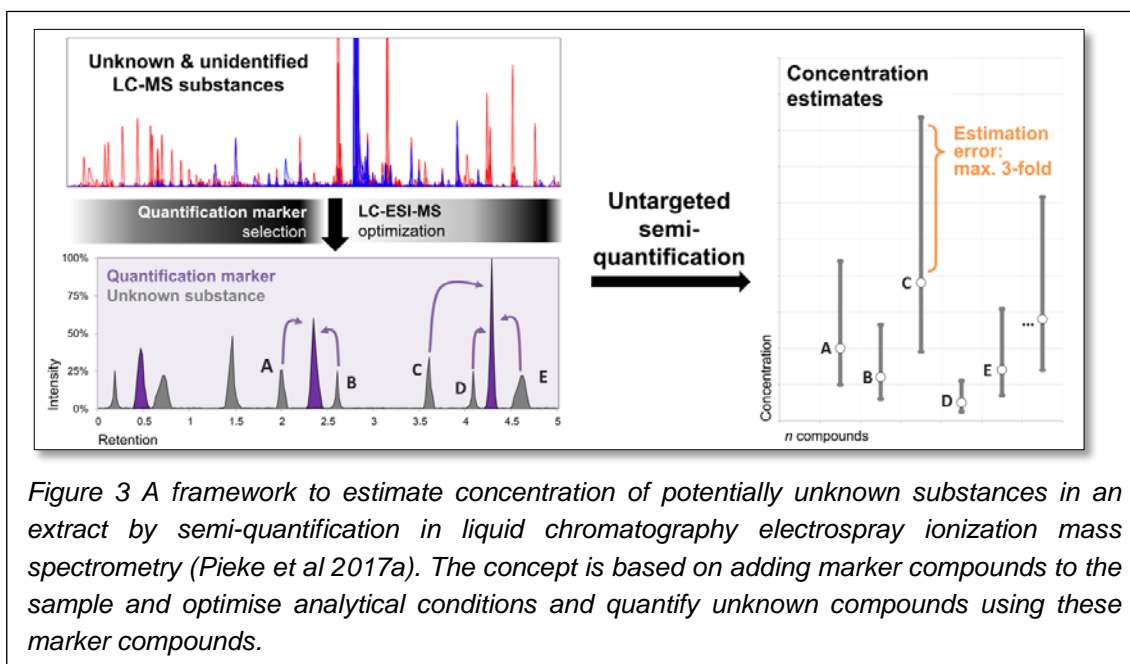 Unknown & unidentified
LC-MS substances
Quantification marker
selection
LC-ESI-MS
optimization
100%
75%
50%
25%
0%
Intensity
Quantification marker
Unknown substance
A
B
C
D
E
0
0.5
1
1.5
2
2.5
3
3.5
4
4.5
5
Retention
Untargeted
semi-
quantification
Concentration
estimates
Estimation
error:
max. 3-fold
A
B
C
D
E
...
Concentration
n compounds
Figure 3 A framework to estimate concentration of potentially unknown substances in an
extract by semi-quantification in liquid chromatography electrospray ionization mass
spectrometry (Pieke et al 2017a). The concept is based on adding marker compounds to the
sample and optimise analytical conditions and quantify unknown compounds using these
marker compounds.